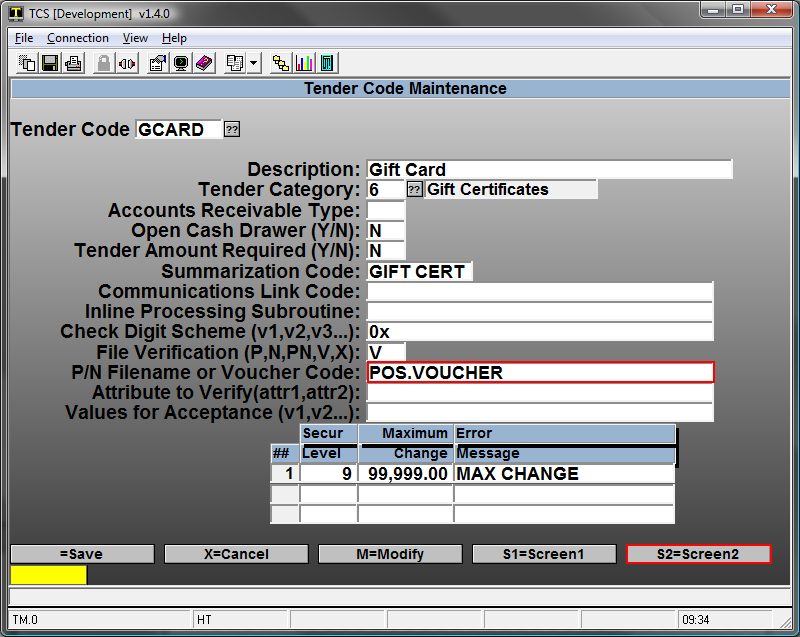 TCS [Development] v1.4.0
File Connection View Help
Tender Code Maintenance
Tender Code GCARD ??
Description: Gift Card
Tender Category: 6 ?? Gift Certificates
Accounts Receivable Type:
Open Cash Drawer (Y/N): N
Tender Amount Required (Y/N): N
Summarization Code: GIFT CERT
Communications Link Code:
Inline Processing Subroutine:
Check Digit Scheme (v1,v2,v3...): 0x
File Verification (P,N,PN,V,X): V
P/N Filename or Voucher Code: POS.VOUCHER
Attribute to Verify(attr1,attr2):
Values for Acceptance (v1,v2...):
Secur Maximum Error
## Level Change Message
1 9 99,999.00 MAX CHANGE
=Save X=Cancel M=Modify S1=Screen1 S2=Screen2
TM.0 HT 09:34